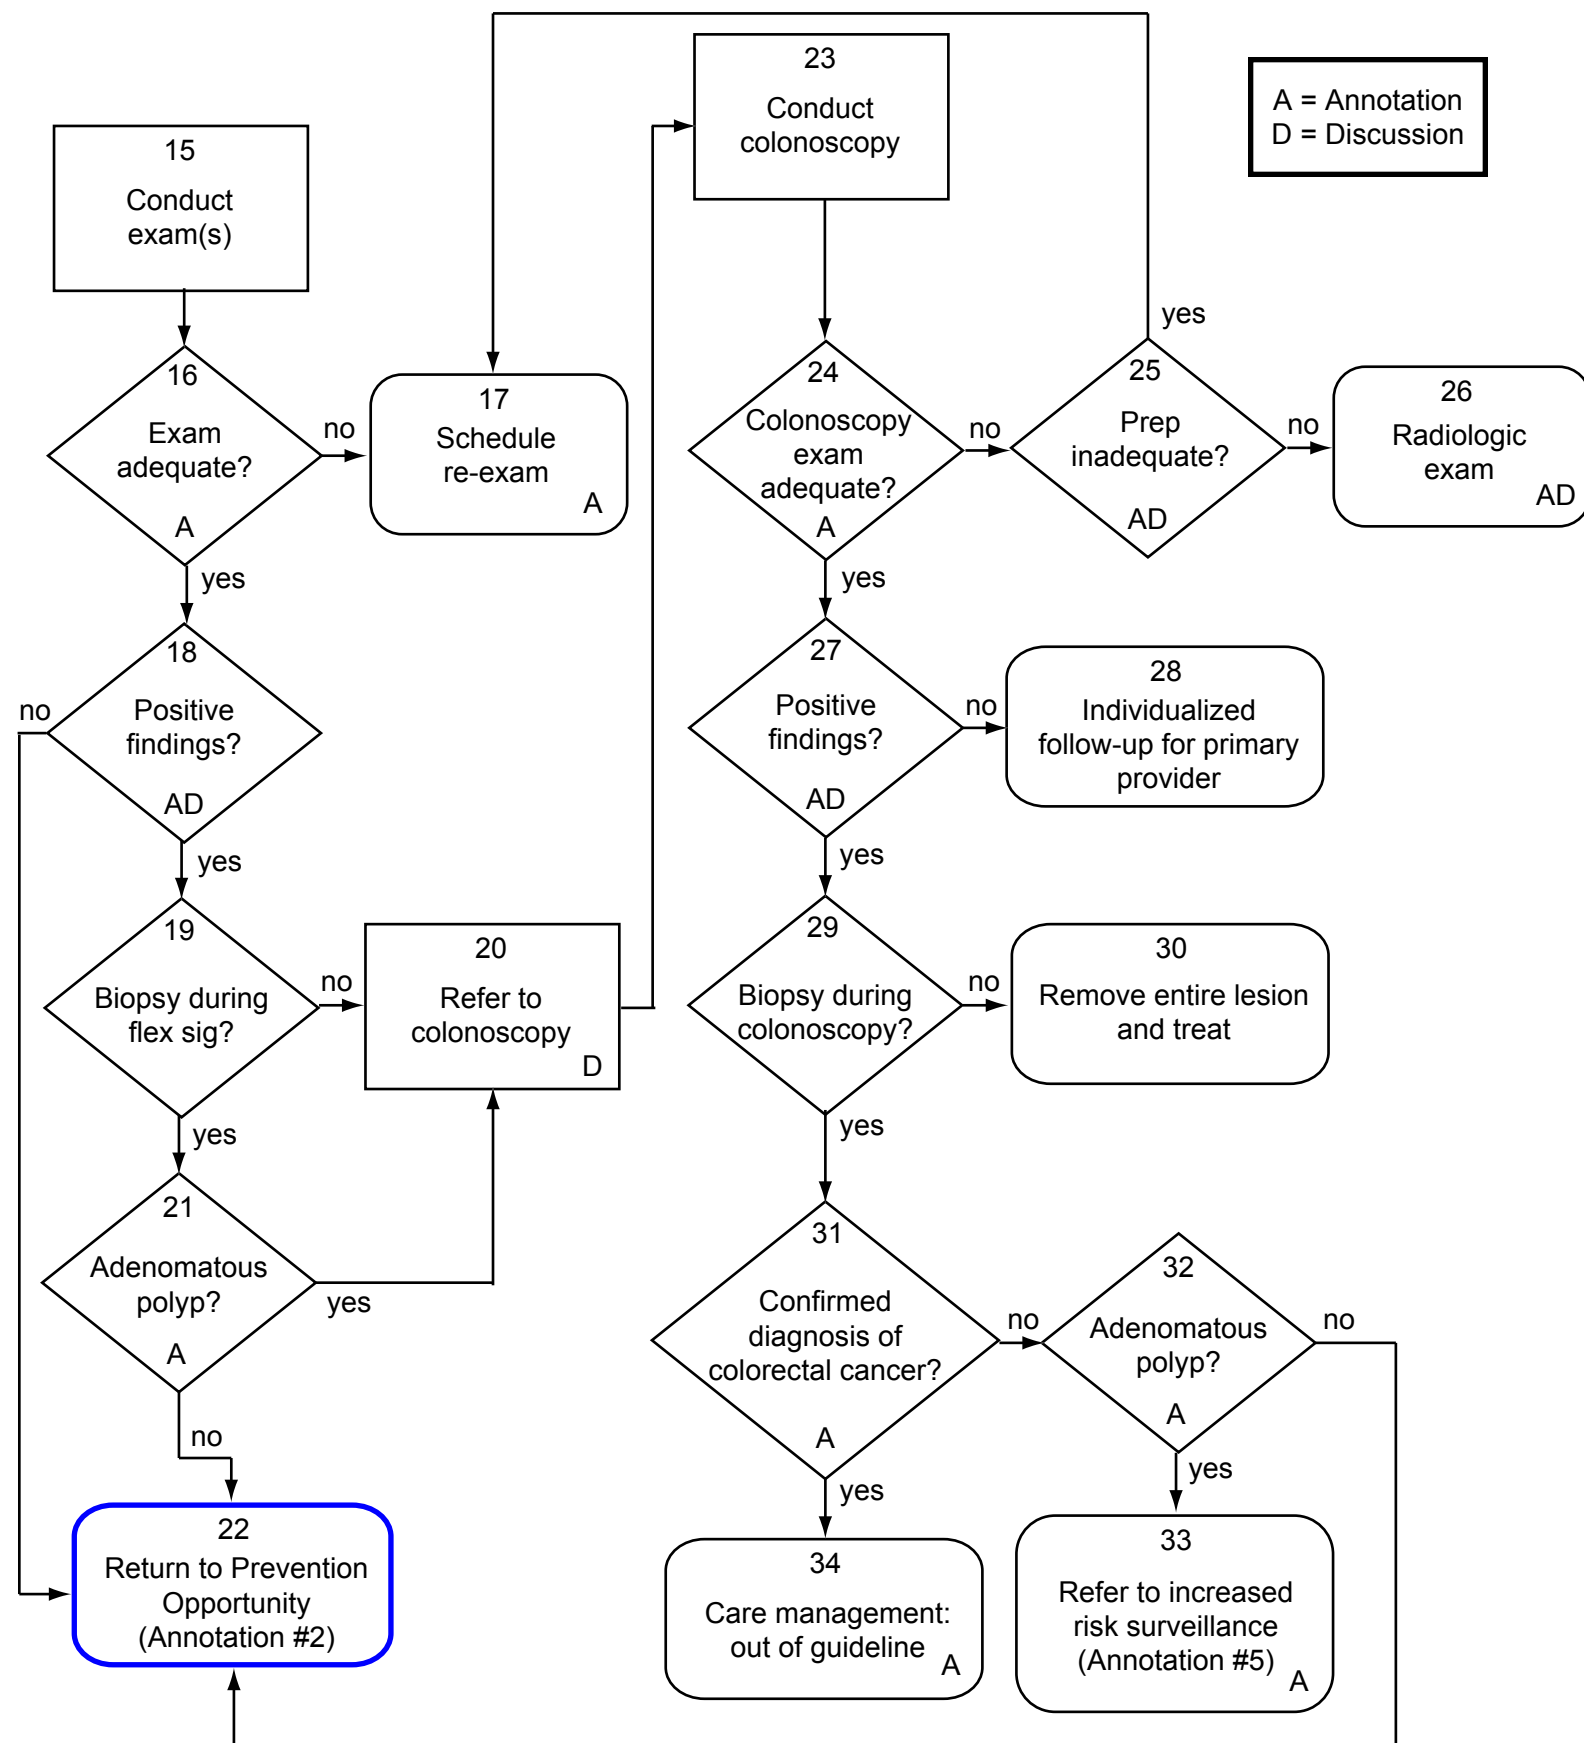 A = Annotation
D = Discussion
15
Conduct
exam(s)
16
Exam
adequate?
A
no
yes
17
Schedule
re-exam
A
18
Positive
findings?
AD
no
yes
19
Biopsy during
flex sig?
no
yes
20
Refer to
colonoscopy
D
21
Adenomatous
polyp?
A
yes
no
22
Return to Prevention
Opportunity
(Annotation #2)
23
Conduct
colonoscopy
24
Colonoscopy
exam
adequate?
A
no
yes
25
Prep
inadequate?
AD
yes
no
26
Radiologic
exam
AD
27
Positive
findings?
AD
no
yes
28
Individualized
follow-up for primary
provider
29
Biopsy during
colonoscopy?
no
yes
30
Remove entire lesion
and treat
31
Confirmed
diagnosis of
colorectal cancer?
A
no
yes
32
Adenomatous
polyp?
A
no
yes
33
Refer to increased
risk surveillance
(Annotation #5)
A
34
Care management:
out of guideline
A